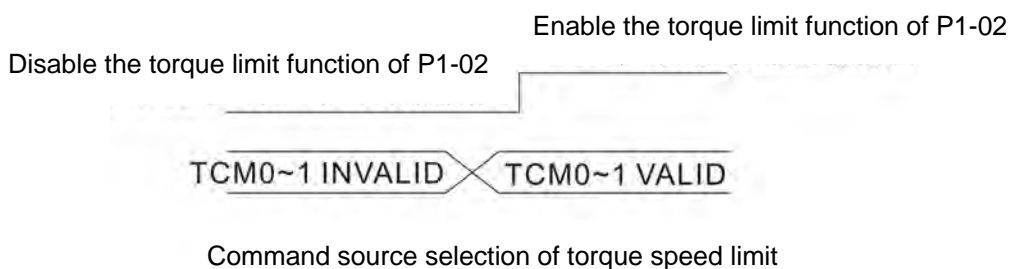 Enable the torque limit function of P1-02
Disable the torque limit function of P1-02
TCM0~1 INVALID
TCM0~1 VALID
Command source selection of torque speed limit